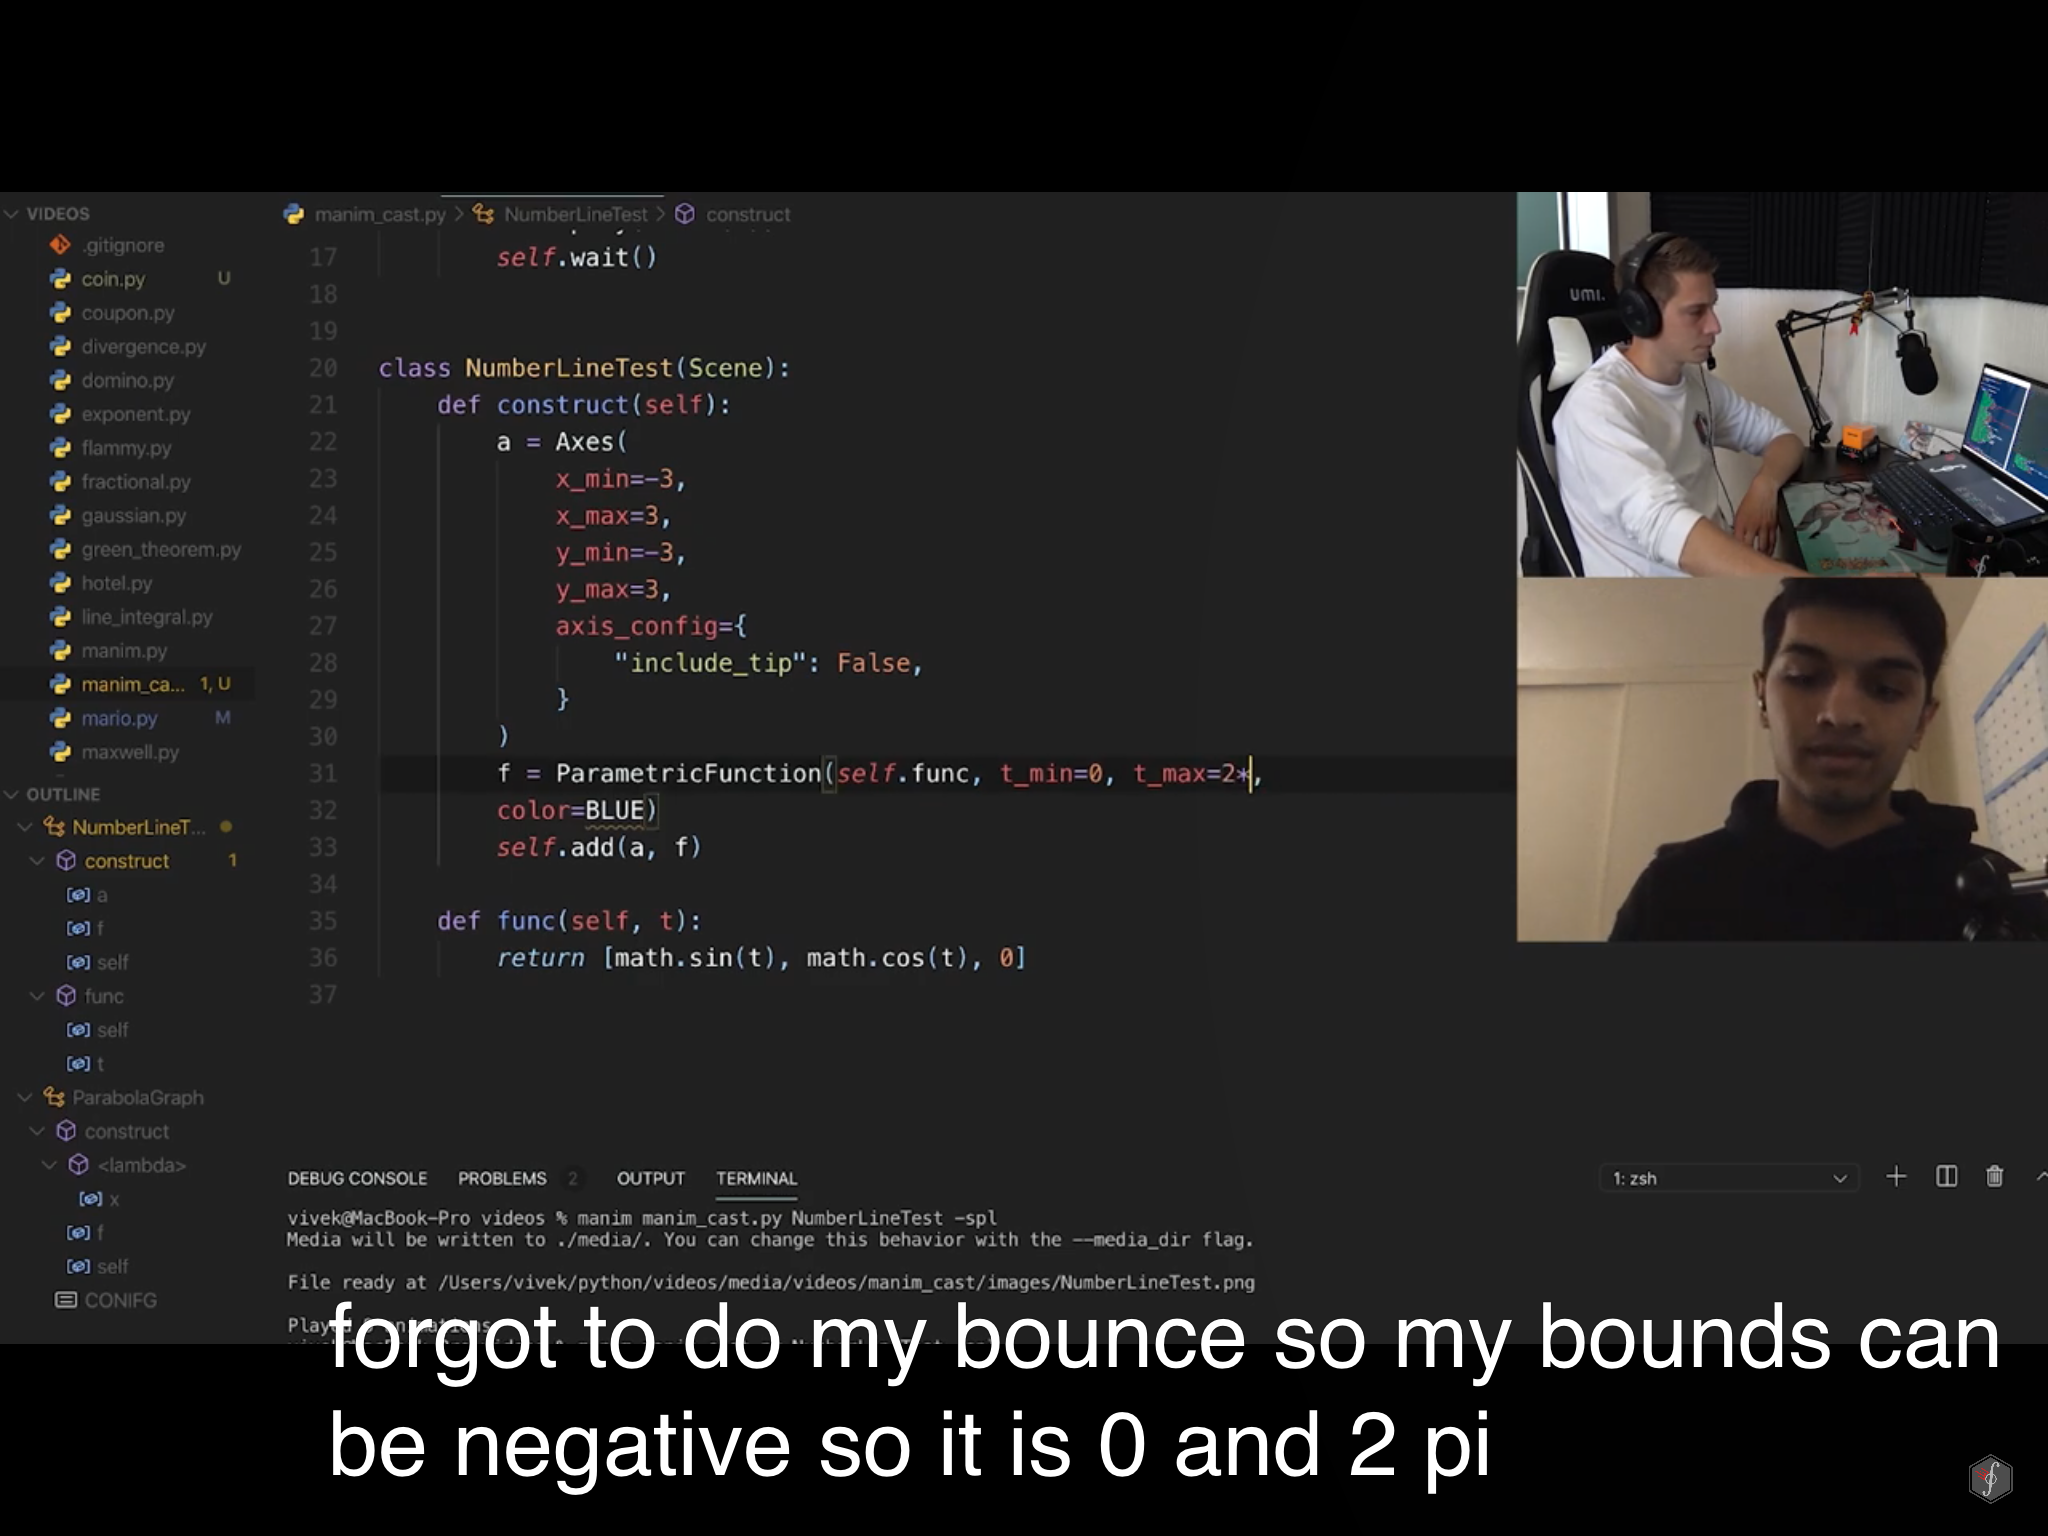 VIDEOS
.gitignore
coin.py U
coupon.py
divergence.py
domino.py
exponent.py
flammy.py
fractional.py
gaussian.py
green_theorem.py
hotel.py
line_integral.py
manim.py
manim_ca... 1, U
mario.py M
maxwell.py
OUTLINE
NumberLineT...
construct 1
[ø] a
[ø] f
[ø] self
func
[ø] self
[ø] t
ParabolaGraph
construct
<lambda>
[ø] x
[ø] f
[ø] self
CONIFG
manim_cast.py > NumberLineTest > construct
17 self.wait()
18
19
20 class NumberLineTest(Scene):
21 def construct(self):
22 a = Axes(
23 x_min=-3,
24 x_max=3,
25 y_min=-3,
26 y_max=3,
27 axis_config={
28 "include_tip": False,
29 }
30 )
31 f = ParametricFunction(self.func, t_min=0, t_max=2*,
32 color=BLUE)
33 self.add(a, f)
34
35 def func(self, t):
36 return [math.sin(t), math.cos(t), 0]
37
UMI.
DEBUG CONSOLE PROBLEMS 2 OUTPUT TERMINAL 1: zsh
vivek@MacBook-Pro videos % manim manim_cast.py NumberLineTest -spl
Media will be written to ./media/. You can change this behavior with the --media_dir flag.
File ready at /Users/vivek/python/videos/media/videos/manim_cast/images/NumberLineTest.png
forgot to do my bounce so my bounds can
be negative so it is 0 and 2 pi